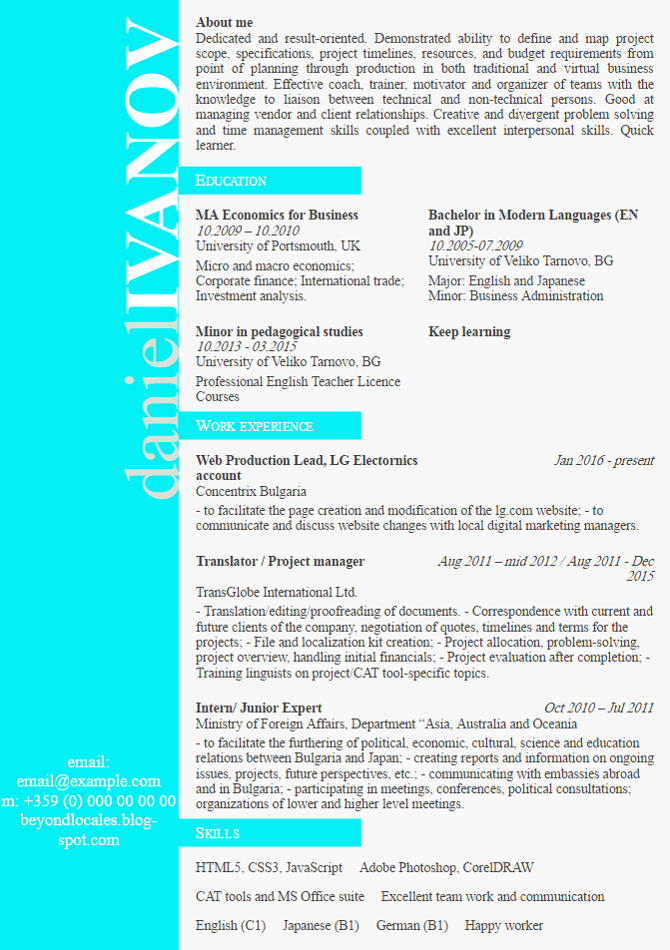 danielIVANOV
About me
Dedicated and result-oriented. Demonstrated ability to define and map project
scope, specifications, project timelines, resources, and budget requirements from
point of planning through production in both traditional and virtual business
environment. Effective coach, trainer, motivator and organizer of teams with the
knowledge to liaison between technical and non-technical persons. Good at
managing vendor and client relationships. Creative and divergent problem solving
and time management skills coupled with excellent interpersonal skills. Quick
learner.
EDUCATION
MA Economics for Business
10.2009 – 10.2010
University of Portsmouth, UK
Micro and macro economics;
Corporate finance; International trade;
Investment analysis.
Bachelor in Modern Languages (EN
and JP)
10.2005-07.2009
University of Veliko Tarnovo, BG
Major: English and Japanese
Minor: Business Administration
Minor in pedagogical studies
10.2013 - 03.2015
University of Veliko Tarnovo, BG
Professional English Teacher Licence
Courses
Keep learning
WORK EXPERIENCE
Web Production Lead, LG Electornics
account
Jan 2016 - present
Concentrix Bulgaria
- to facilitate the page creation and modification of the lg.com website; - to
communicate and discuss website changes with local digital marketing managers.
Translator / Project manager
Aug 2011 – mid 2012 / Aug 2011 - Dec
2015
TransGlobe International Ltd.
- Translation/editing/proofreading of documents. - Correspondence with current and
future clients of the company, negotiation of quotes, timelines and terms for the
projects; - File and localization kit creation; - Project allocation, problem-solving,
project overview, handling initial financials; - Project evaluation after completion; -
Training linguists on project/CAT tool-specific topics.
Intern/ Junior Expert
Oct 2010 – Jul 2011
Ministry of Foreign Affairs, Department “Asia, Australia and Oceania
- to facilitate the furthering of political, economic, cultural, science and education
relations between Bulgaria and Japan; - creating reports and information on ongoing
issues, projects, future perspectives, etc.; - communicating with embassies abroad
and in Bulgaria; - participating in meetings, conferences, political consultations;
organizations of lower and higher level meetings.
SKILLS
HTML5, CSS3, JavaScript Adobe Photoshop, CorelDRAW
CAT tools and MS Office suite Excellent team work and communication
English (C1) Japanese (B1) German (B1) Happy worker
email:
email@example.com
m: +359 (0) 000 00 00 00
beyondlocales.blog-
spot.com